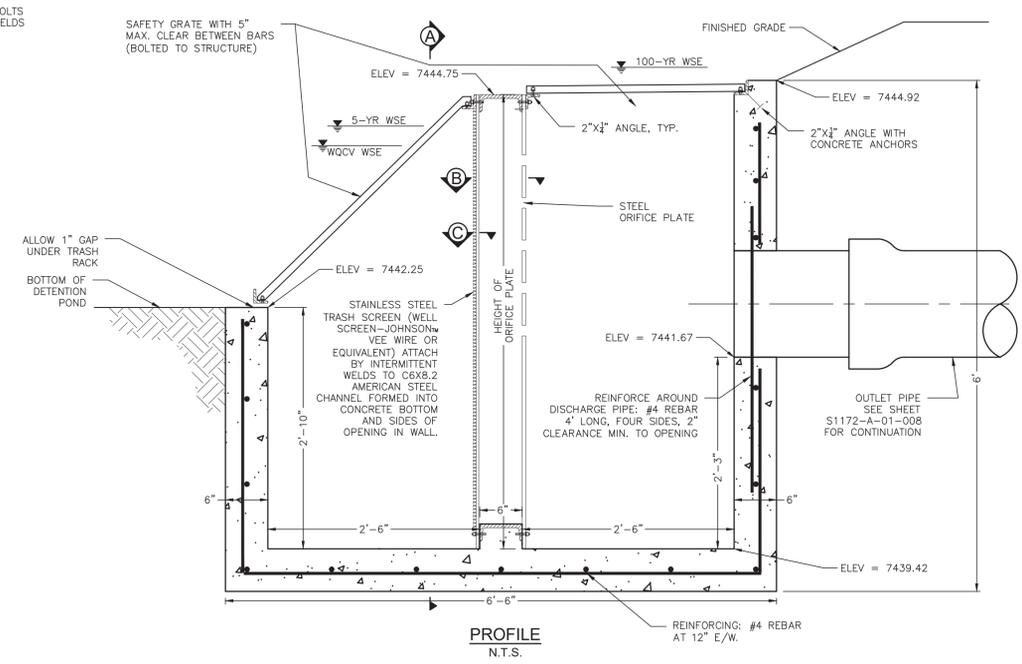 OLTS
ELDS
SAFETY GRATE WITH 5"
MAX. CLEAR BETWEEN BARS
(BOLTED TO STRUCTURE)
A
FINISHED GRADE
100-YR WSE
ELEV = 7444.75
ELEV = 7444.92
5-YR WSE
2"X¼" ANGLE, TYP.
2"X¼" ANGLE WITH
CONCRETE ANCHORS
WQCV WSE
B
STEEL
ORIFICE PLATE
C
ALLOW 1" GAP
UNDER TRASH
RACK
ELEV = 7442.25
BOTTOM OF
DETENTION
POND
STAINLESS STEEL
TRASH SCREEN (WELL
SCREEN-JOHNSON™
VEE WIRE OR
EQUIVALENT) ATTACH
BY INTERMITTENT
WELDS TO C6X8.2
AMERICAN STEEL
CHANNEL FORMED INTO
CONCRETE BOTTOM
AND SIDES OF
OPENING IN WALL.
HEIGHT OF
ORIFICE PLATE
ELEV = 7441.67
6'
REINFORCE AROUND
DISCHARGE PIPE: #4 REBAR
4' LONG, FOUR SIDES, 2"
CLEARANCE MIN. TO OPENING
OUTLET PIPE
SEE SHEET
S1172-A-01-008
FOR CONTINUATION
2'-10"
2'-3"
6"
6"
6"
2'-6"
2'-6"
ELEV = 7439.42
6'-6"
REINFORCING: #4 REBAR
AT 12" E/W.
PROFILE
N.T.S.